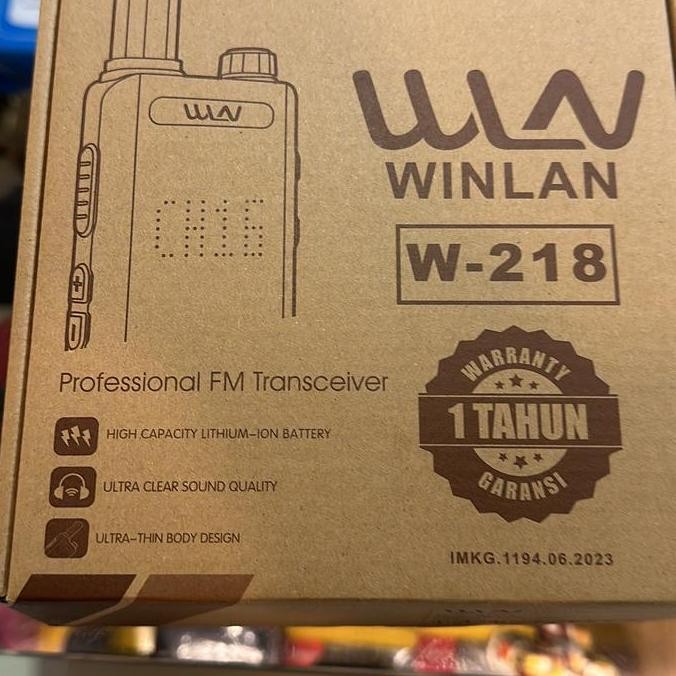 WLN
CH16
WLN
WINLAN
W-218
Professional FM Transceiver
HIGH CAPACITY LITHIUM-ION BATTERY
ULTRA CLEAR SOUND QUALITY
ULTRA-THIN BODY DESIGN
WARRANTY
1 TAHUN
GARANSI
IMKG.1194.06.2023